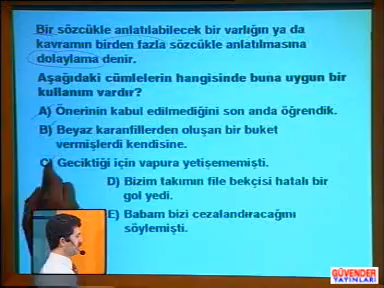 Bir sözcükle anlatılabilecek bir varlığın ya da
kavramın birden fazla sözcükle anlatılmasına
dolaylama denir.
Aşağıdaki cümlelerin hangisinde buna uygun bir
kullanım vardır?
A) Önerinin kabul edilmediğini son anda öğrendik.
B) Beyaz karanfillerden oluşan bir buket
vermişlerdi kendisine.
C) Geciktiği için vapura yetişememişti.
D) Bizim takımın file bekçisi hatalı bir
gol yedi.
E) Babam bizi cezalandıracağını
söylemişti.
GÜVENDER
YAYINLARI